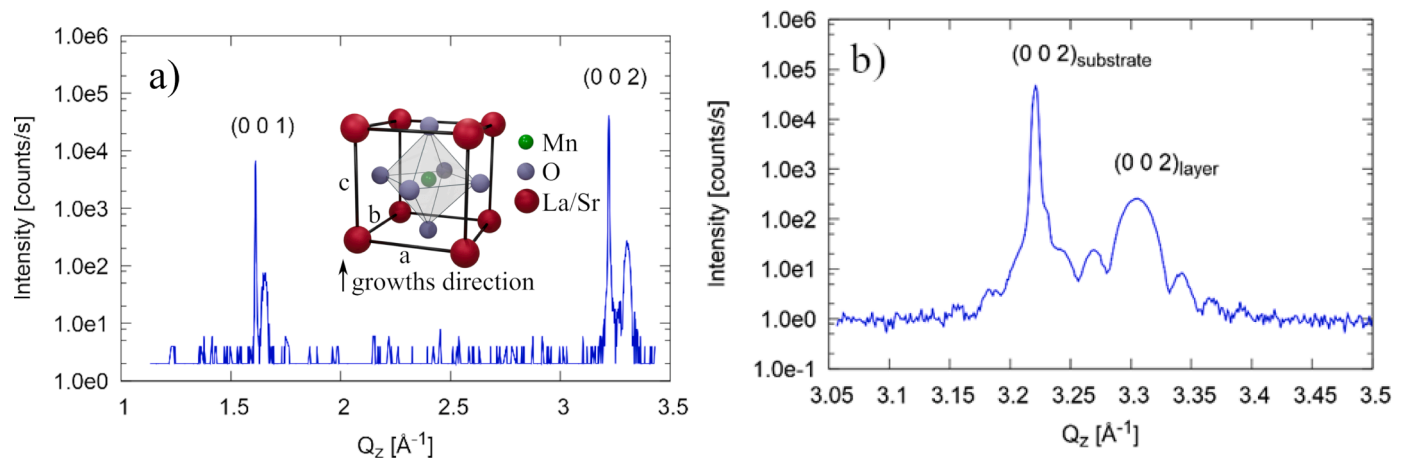 a)
Intensity [counts/s]
1.0e6
1.0e5
1.0e4
1.0e3
1.0e2
1.0e1
1.0e0
(0 0 1)
(0 0 2)
Mn
O
La/Sr
c
b
a
growths direction
1 1.5 2 2.5 3 3.5
Qz [Å-1]
b)
Intensity [counts/s]
1.0e6
1.0e5
1.0e4
1.0e3
1.0e2
1.0e1
1.0e0
1.0e-1
(0 0 2)substrate
(0 0 2)layer
3.05 3.1 3.15 3.2 3.25 3.3 3.35 3.4 3.45 3.5
Qz [Å-1]